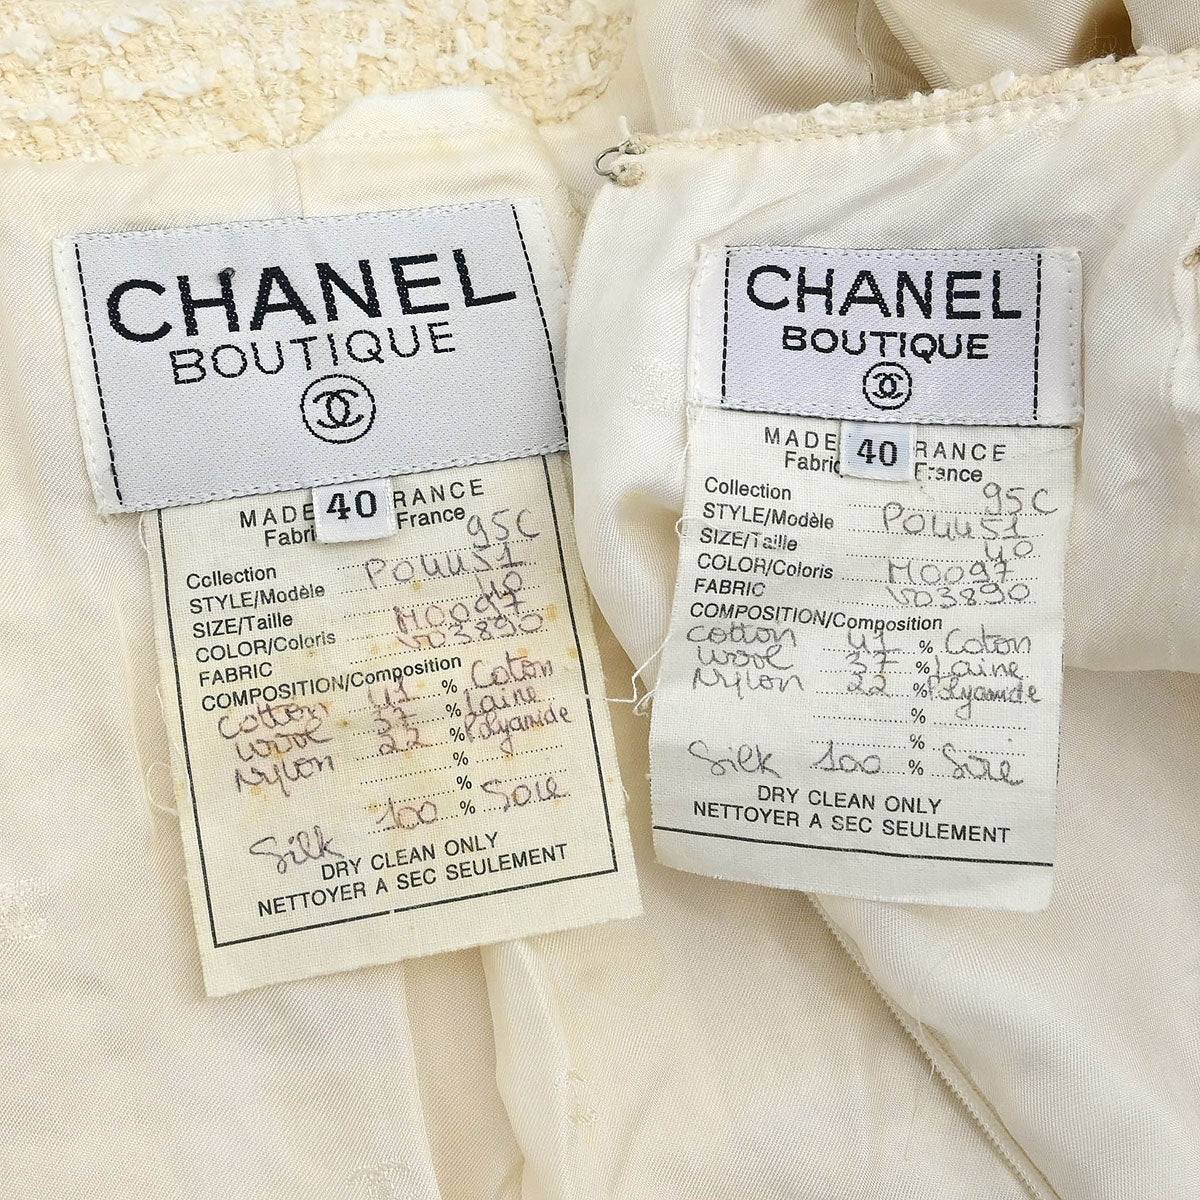 CHANEL
BOUTIQUE
40
MADE RANCE
Fabri France
Collection 95C
STYLE/Modèle P04451
SIZE/Taille 40
COLOR/Coloris M0097
FABRIC V03890
COMPOSITION/Composition
Cotton 41 % Coton
Wool 37 % Laine
Nylon 22 % Polyamide
%
%
Silk 100 % Soie
DRY CLEAN ONLY
NETTOYER A SEC SEULEMENT
CHANEL
BOUTIQUE
40
MADE RANCE
Fabric France
Collection 95C
STYLE/Modèle P04451
SIZE/Taille 40
COLOR/Coloris M0097
FABRIC V03890
COMPOSITION/Composition
Cotton 41 % Coton
Wool 37 % Laine
Nylon 22 % Polyamide
%
%
Silk 100 % Soie
DRY CLEAN ONLY
NETTOYER A SEC SEULEMENT